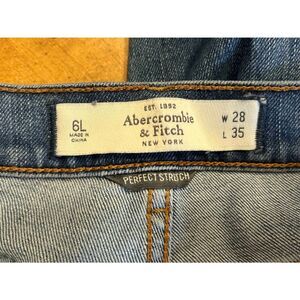 EST. 1892
Abercrombie
& Fitch
NEW YORK
6L
MADE IN
CHINA
W 28
L 35
PERFECT STRETCH